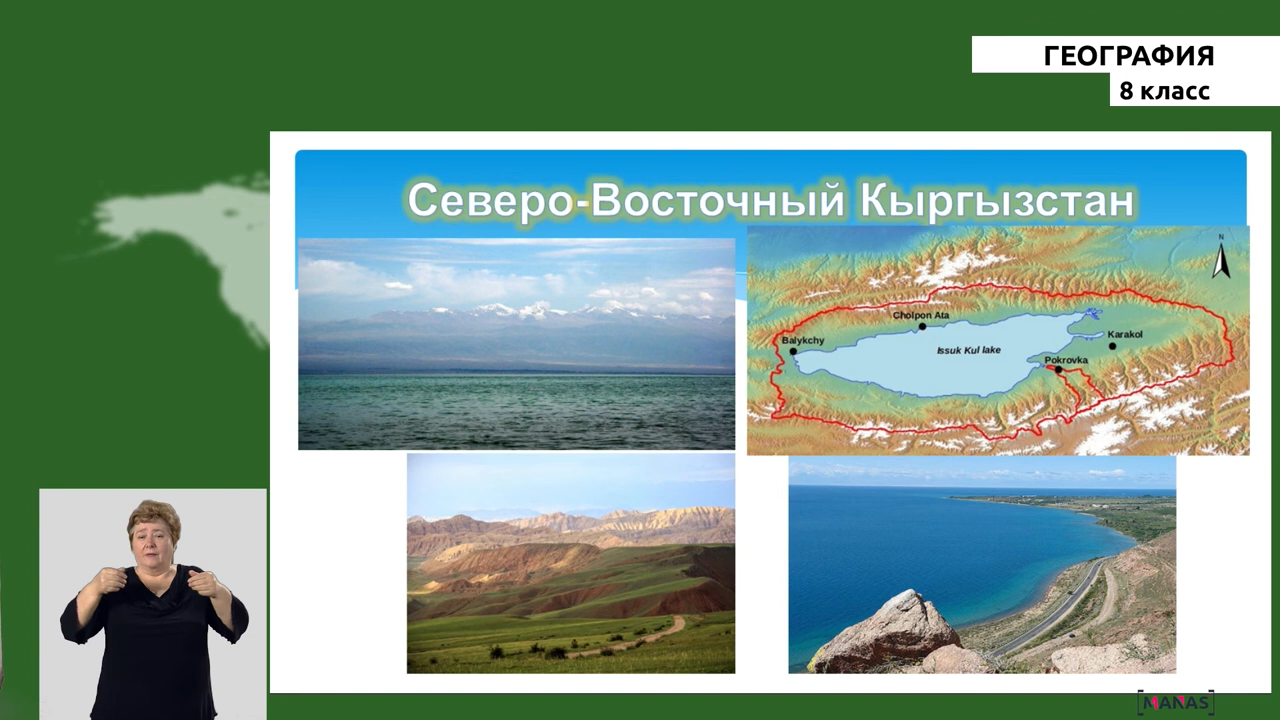 ГЕОГРАФИЯ
8 класс
Северо-Восточный Кыргызстан
N
Cholpon Ata
Balykchy
Issuk Kul lake
Karakol
Pokrovka
MANAS